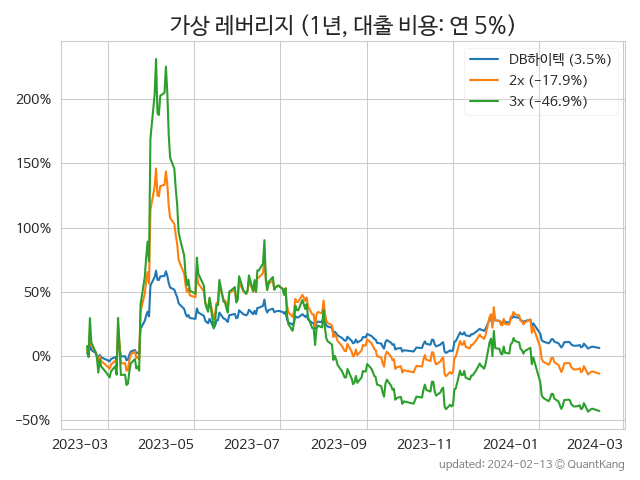 가상 레버리지 (1년, 대출 비용: 연 5%)
DB하이텍 (3.5%)
2x (−17.9%)
3x (−46.9%)
200%
150%
100%
50%
0%
−50%
2023-03 2023-05 2023-07 2023-09 2023-11 2024-01 2024-03
updated: 2024-02-13 © QuantKang